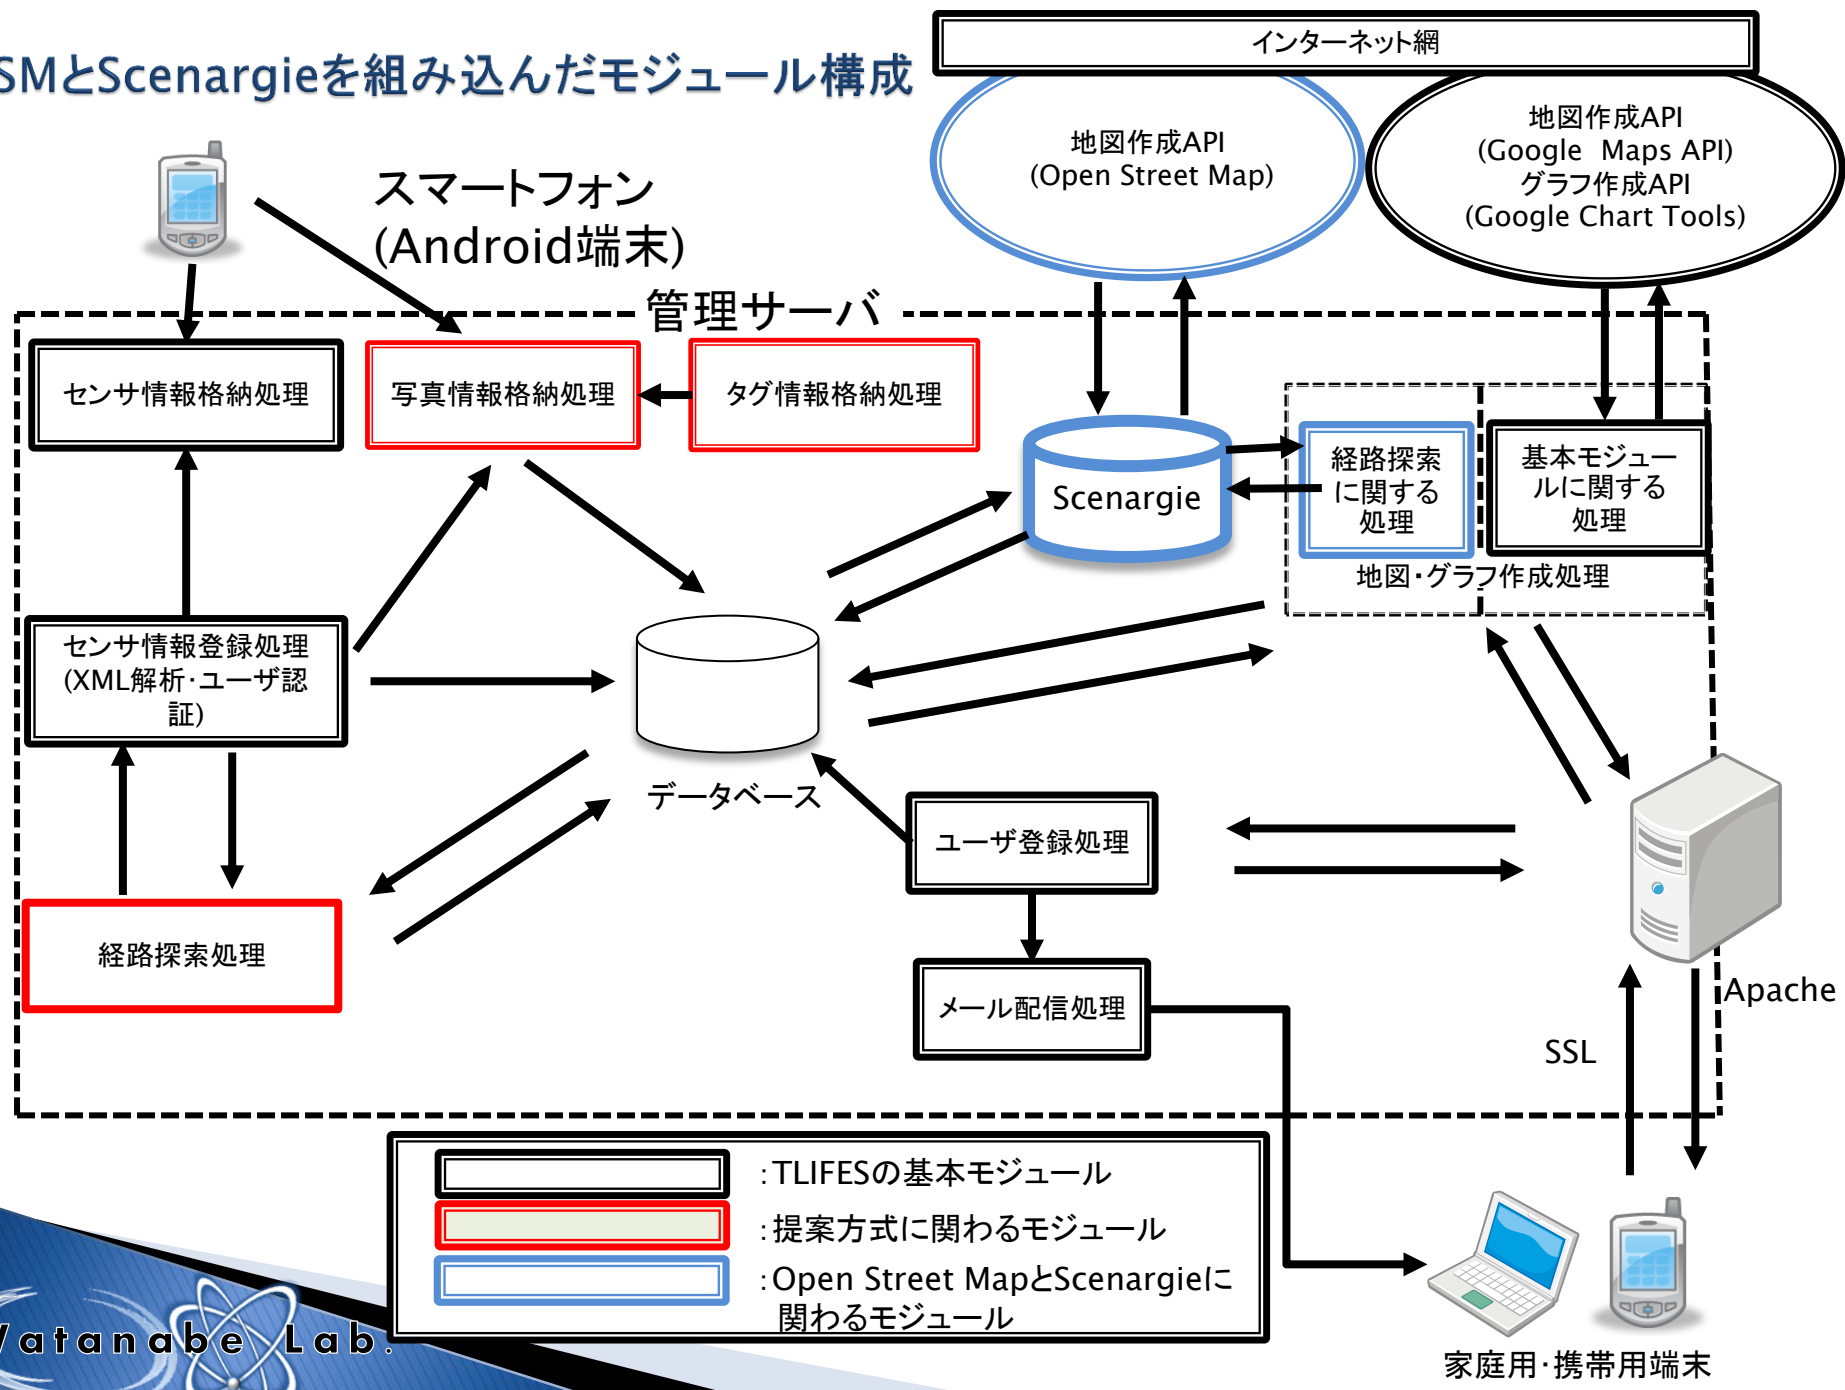 SMとScenargieを組み込んだモジュール構成
インターネット網
地図作成API
(Open Street Map)
地図作成API
(Google Maps API)
グラフ作成API
(Google Chart Tools)
スマートフォン
(Android端末)
管理サーバ
センサ情報格納処理
写真情報格納処理
タグ情報格納処理
Scenargie
経路探索
に関する
処理
基本モジュー
ルに関する
処理
地図・グラフ作成処理
センサ情報登録処理
(XML解析・ユーザ認
証)
データベース
ユーザ登録処理
経路探索処理
メール配信処理
Apache
SSL
:TLIFESの基本モジュール
:提案方式に関わるモジュール
:Open Street MapとScenargieに
関わるモジュール
Watanabe Lab.
家庭用・携帯用端末